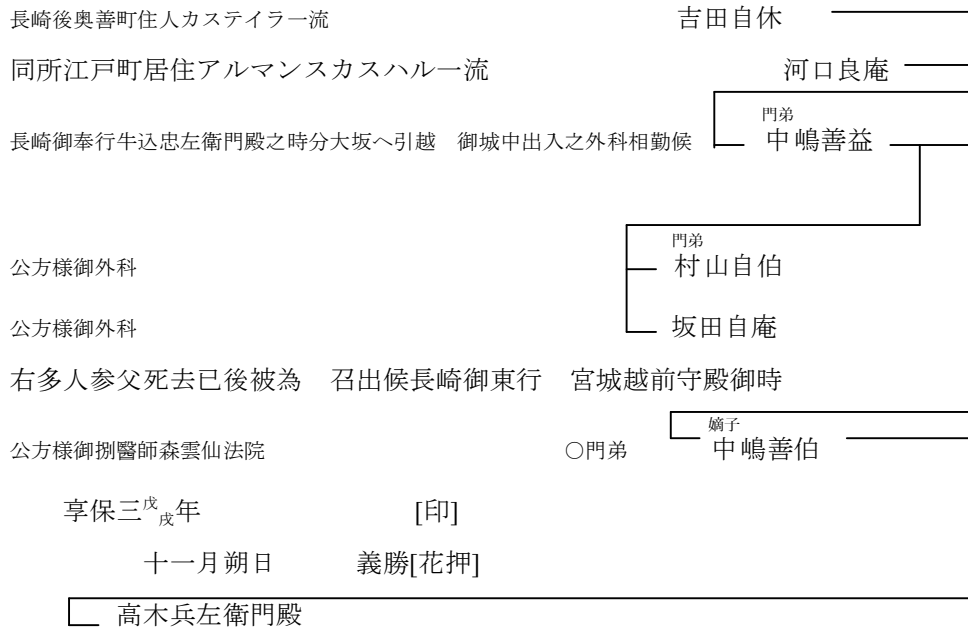 長崎後奥善町住人カステイラ一流　吉田自休
同所江戸町居住アルマンスカスハル一流　河口良庵
門弟
長崎御奉行牛込忠左衛門殿之時分大坂へ引越　御城中出入之外科相勤候　中嶋善益
門弟
公方様御外科　村山自伯
公方様御外科　坂田自庵
右多人参父死去已後被為　召出候長崎御東行　宮城越前守殿御時
嫡子
公方様御捌醫師森雲仙法院　○門弟　中嶋善伯
享保三戊戌年　[印]
十一月朔日　義勝[花押]
高木兵左衛門殿